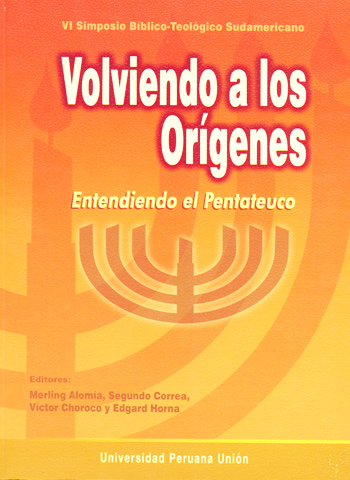 VI Simposio Bíblico-Teológico Sudamericano
Volviendo a los
Orígenes
Entendiendo el Pentateuco
Editores:
Merling Alomía, Segundo Correa,
Víctor Choroco y Edgard Horna
Universidad Peruana Unión